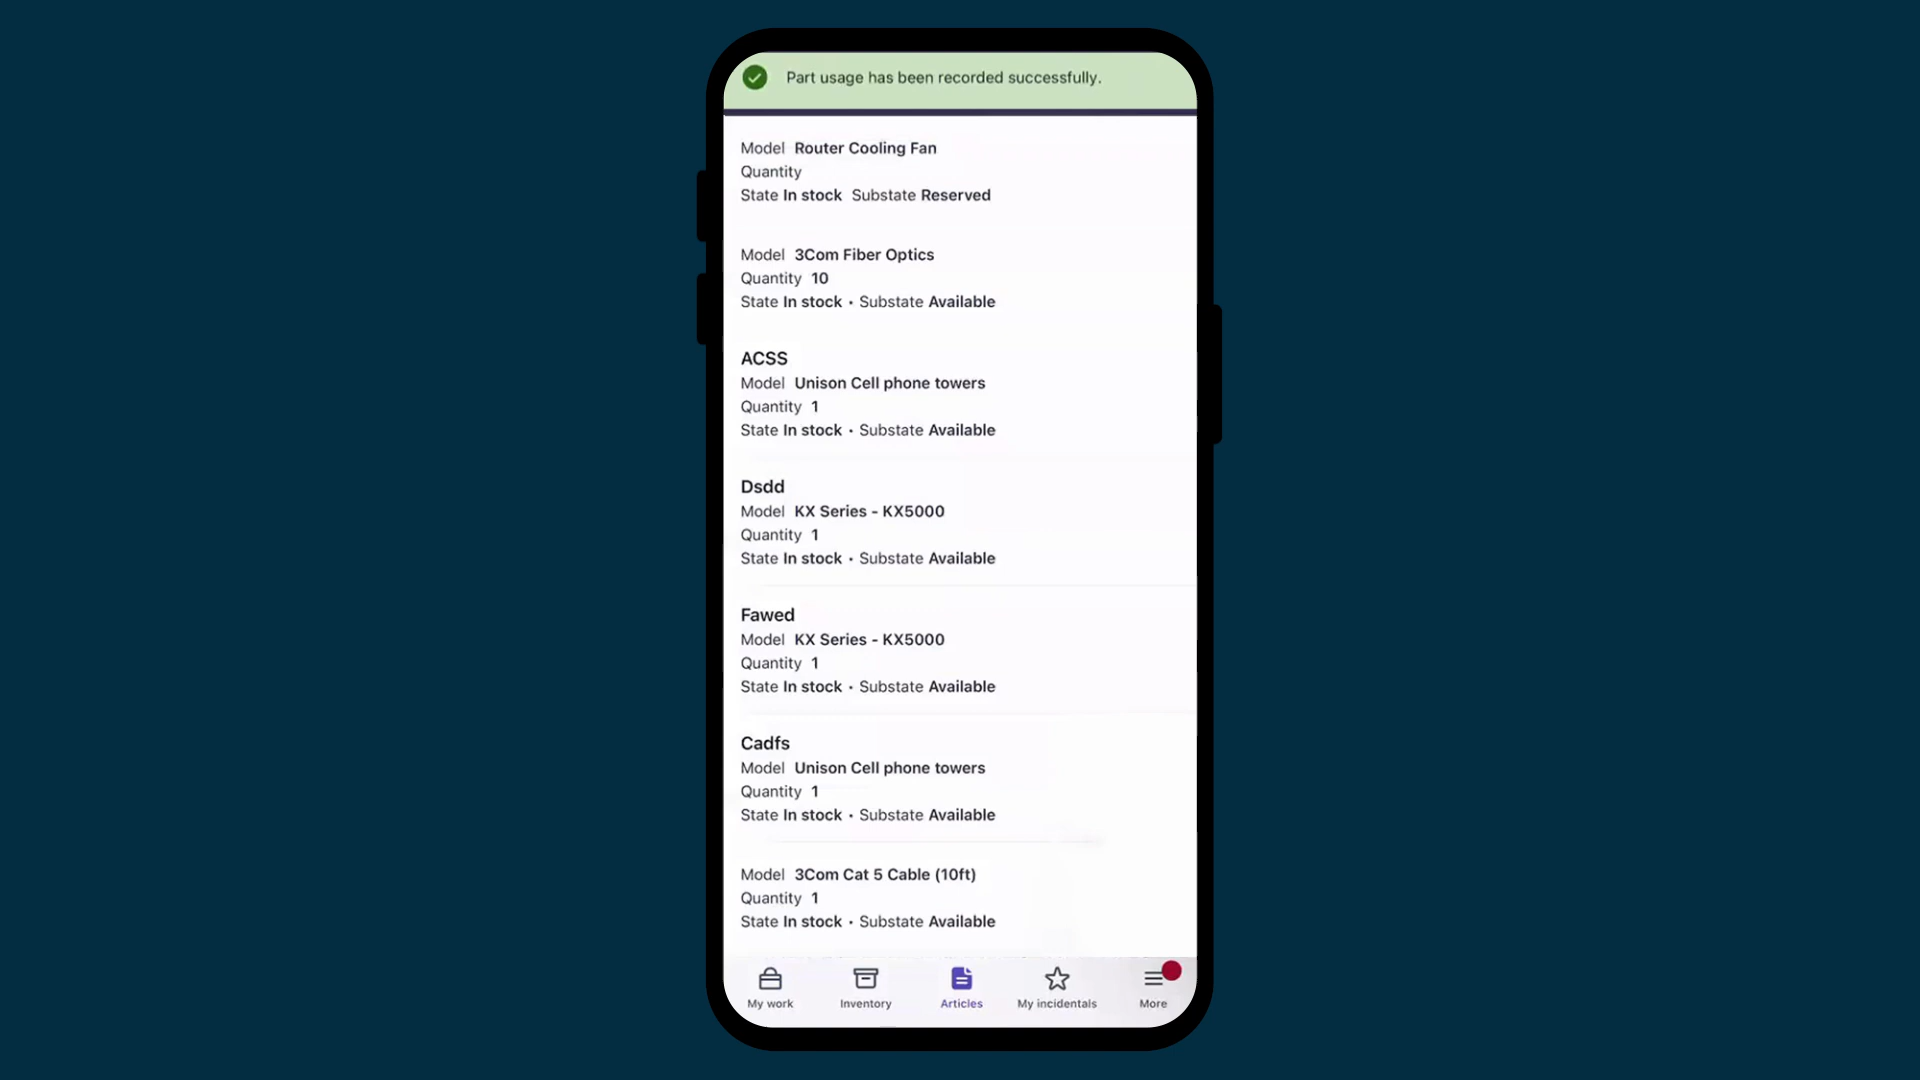 Part usage has been recorded successfully.
Model Router Cooling Fan
Quantity
State In stock Substate Reserved
Model 3Com Fiber Optics
Quantity 10
State In stock • Substate Available
ACSS
Model Unison Cell phone towers
Quantity 1
State In stock • Substate Available
Dsdd
Model KX Series - KX5000
Quantity 1
State In stock • Substate Available
Fawed
Model KX Series - KX5000
Quantity 1
State In stock • Substate Available
Cadfs
Model Unison Cell phone towers
Quantity 1
State In stock • Substate Available
Model 3Com Cat 5 Cable (10ft)
Quantity 1
State In stock • Substate Available
My work Inventory Articles My incidentals More